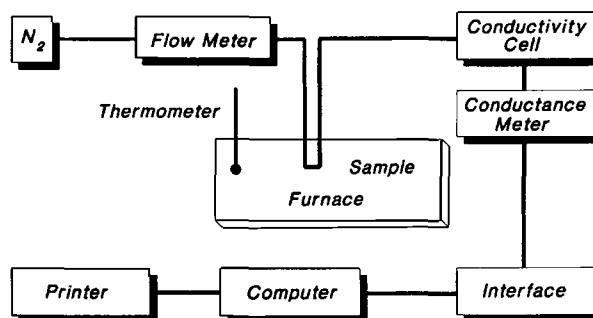 N2
Flow Meter
Conductivity
Cell
Thermometer
Conductance
Meter
Sample
Furnace
Printer
Computer
Interface